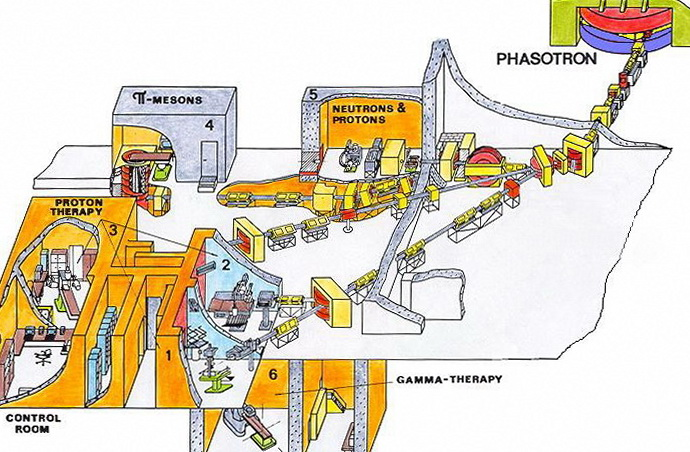 PHASOTRON
π-MESONS
4
5
NEUTRONS &
PROTONS
PROTON
THERAPY
3
2
1
6
GAMMA-THERAPY
CONTROL
ROOM